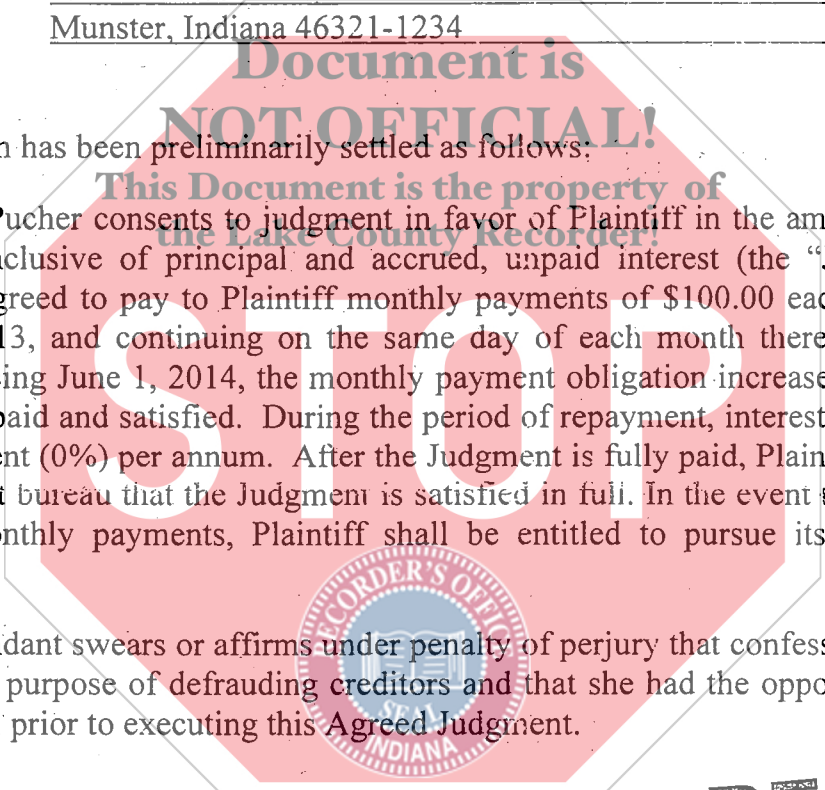 Munster, Indiana 46321-1234
Document is
NOT OFFICIAL!
n has been preliminarily settled as follows:
This Document is the property of
Pucher consents to judgment in favor of Plaintiff in the am
the Lake County Recorder!
clusive of principal and accrued, unpaid interest (the “
greed to pay to Plaintiff monthly payments of $100.00 eac
13, and continuing on the same day of each month there
ing June 1, 2014, the monthly payment obligation increase
paid and satisfied. During the period of repayment, interest
nt (0%) per annum. After the Judgment is fully paid, Plain
t bureau that the Judgment is satisfied in full. In the event
nthly payments, Plaintiff shall be entitled to pursue its
STOP
RECORDER'S OFFICE
dant swears or affirms under penalty of perjury that confess
purpose of defrauding creditors and that she had the oppo
SEAL
prior to executing this Agreed Judgment.
INDIANA